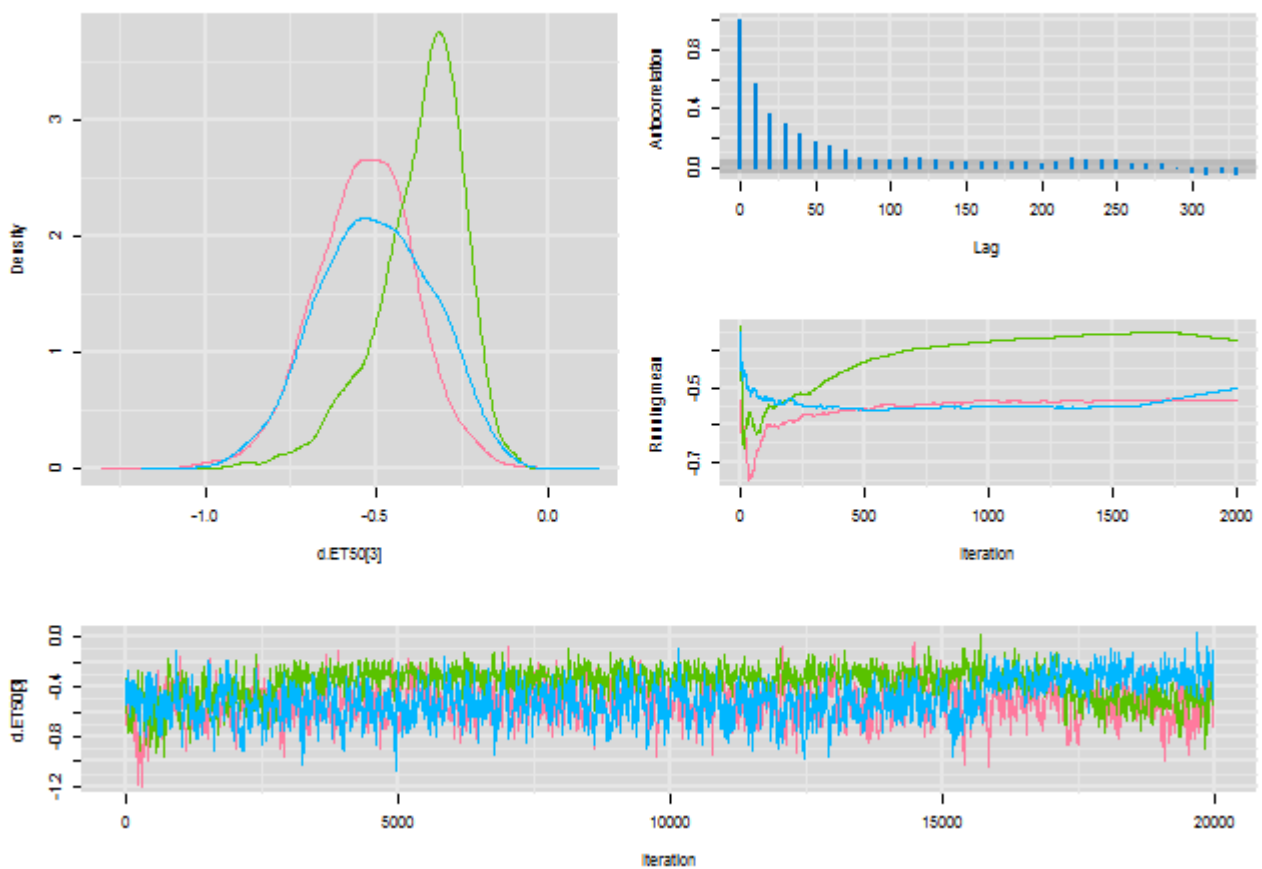 Density
3
2
1
0
-1.0 -0.5 0.0
d.ET50[3]
Autocorrelation
0.8
0.4
0.0
0 50 100 150 200 250 300
Lag
Runningmean
-0.5
-0.7
0 500 1000 1500 2000
Iteration
d.ET50[3]
0.0
-0.4
-0.8
-1.2
0 5000 10000 15000 20000
Iteration